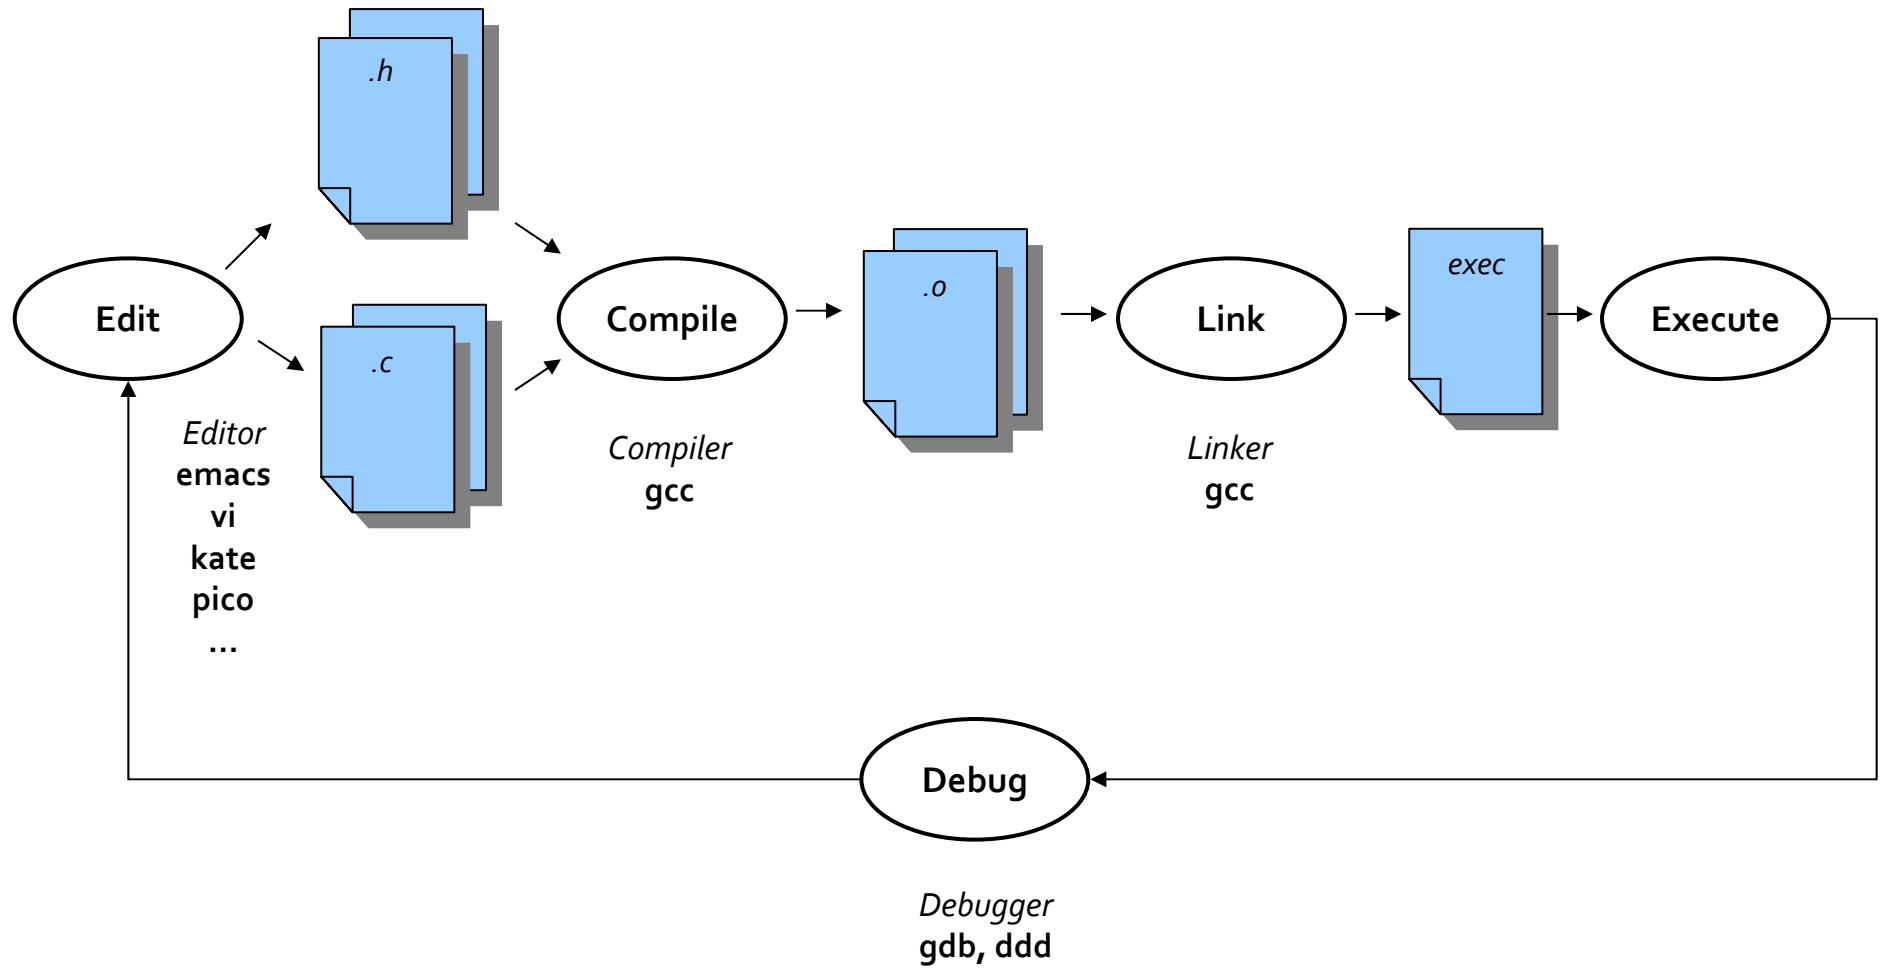 .h
Edit
.c
Compile
.o
Link
exec
Execute
Editor
emacs
vi
kate
pico
...
Compiler
gcc
Linker
gcc
Debug
Debugger
gdb, ddd